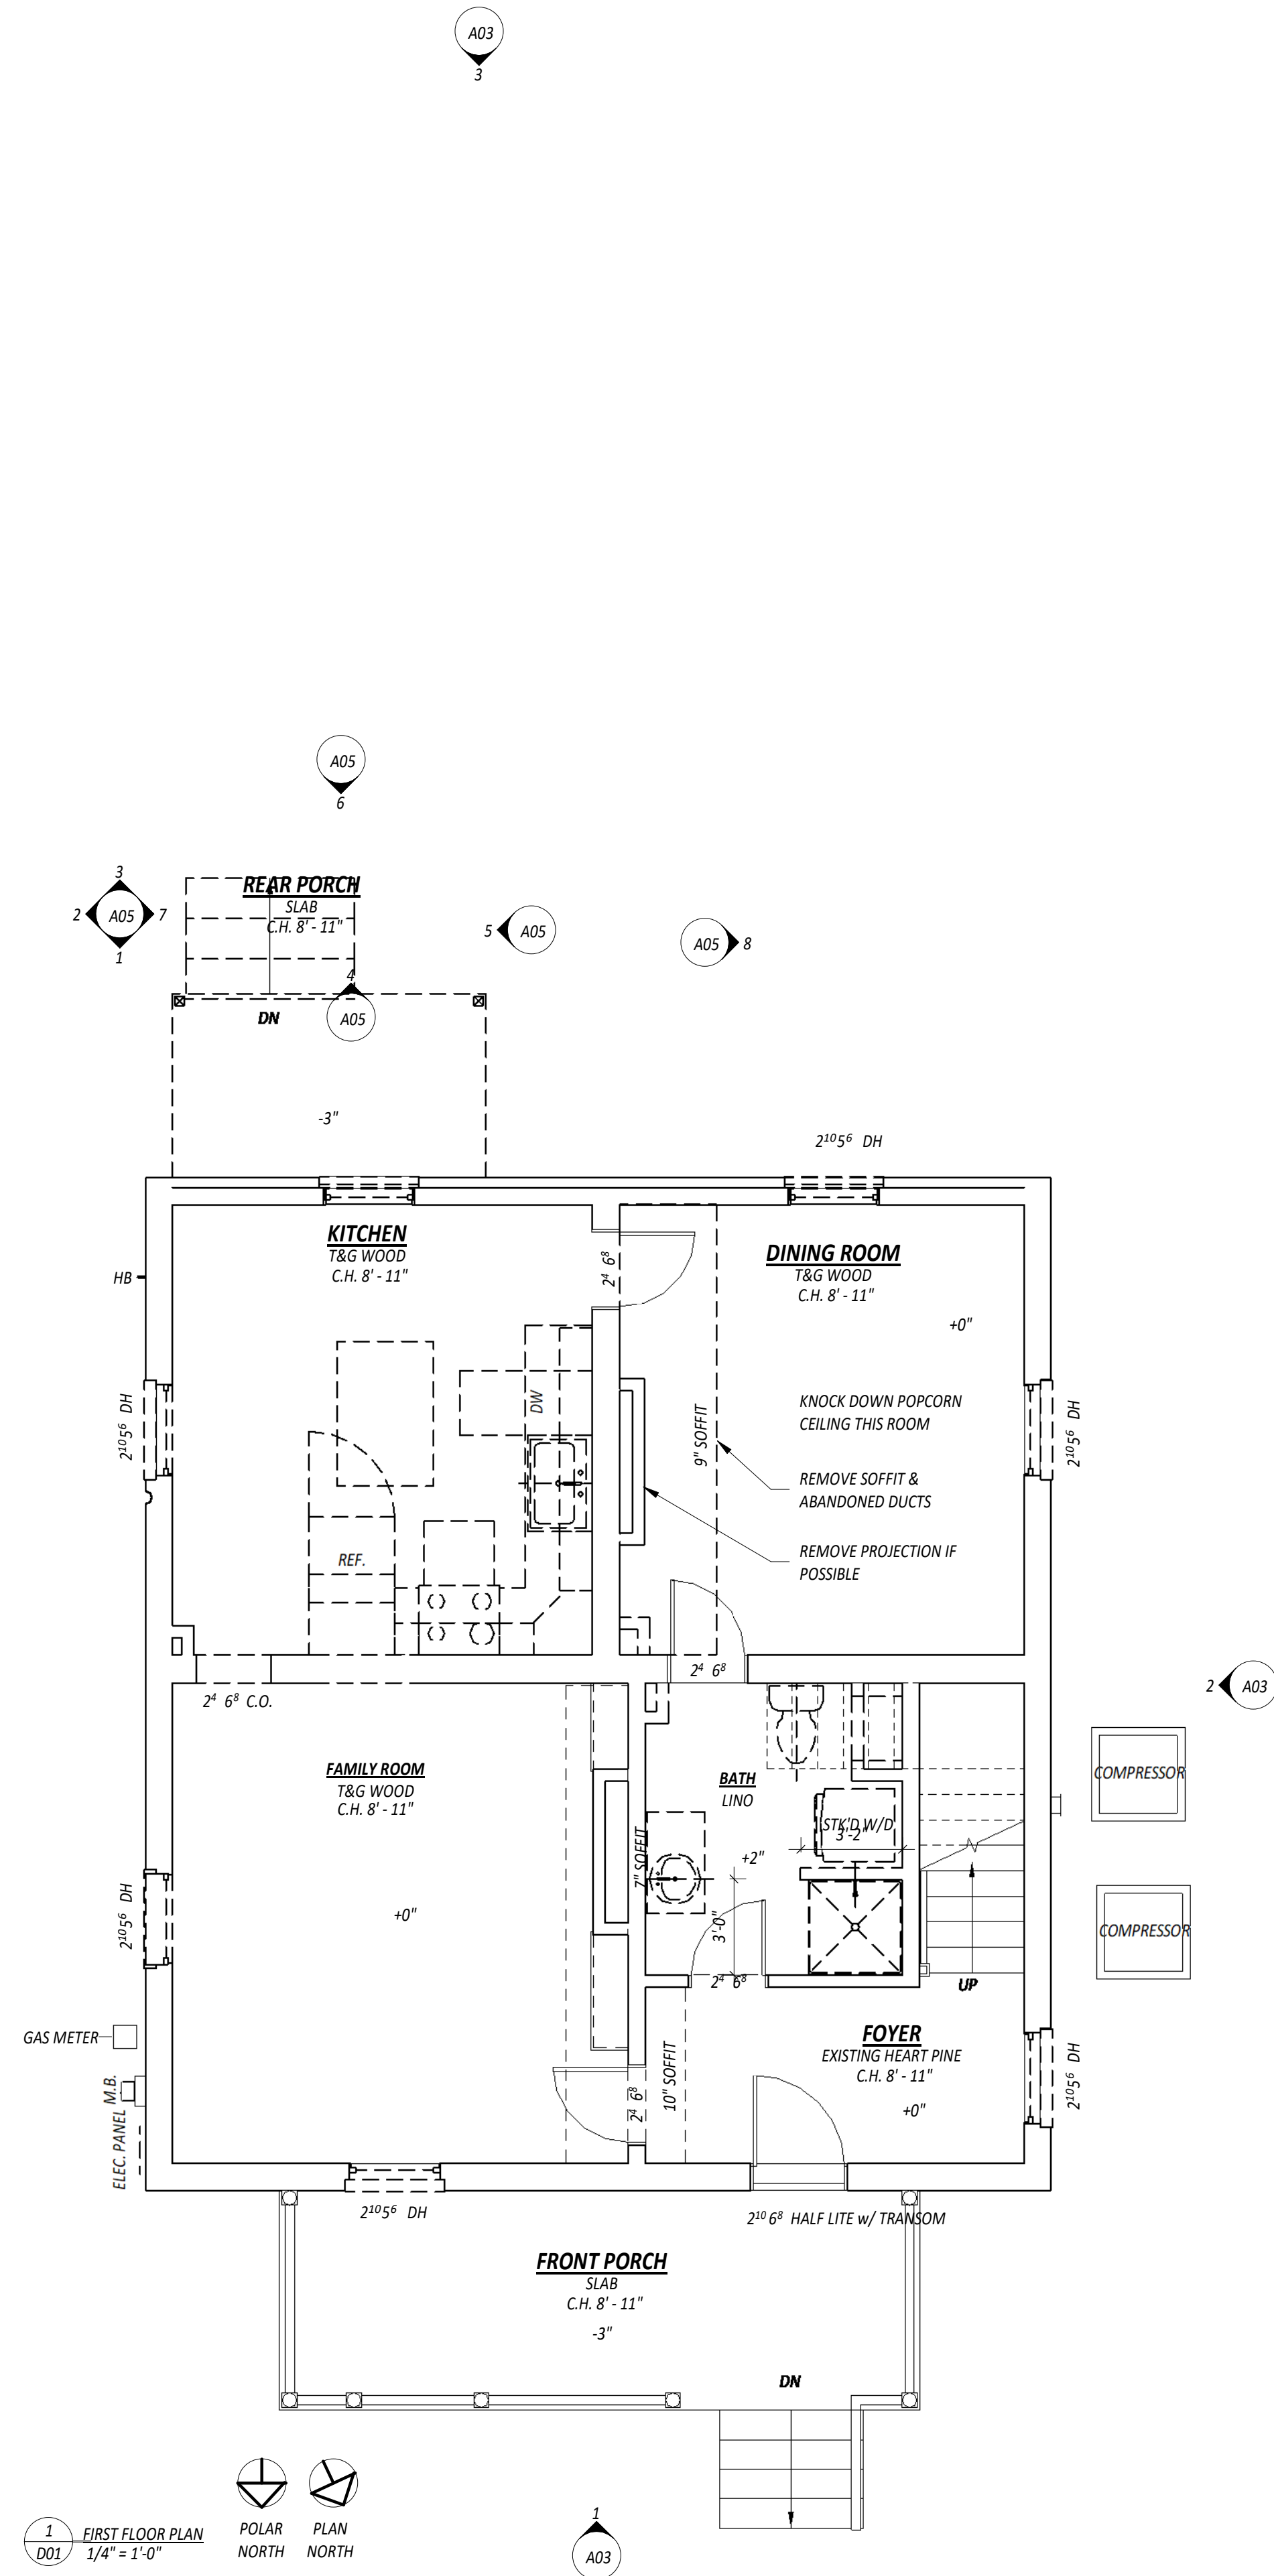 A03
3
A05
6
3
2 A05 7
1
REAR PORCH
SLAB
C.H. 8' - 11"
5 A05
A05 8
4
A05
DN
-3"
2¹⁰5⁶ DH
KITCHEN
T&G WOOD
C.H. 8' - 11"
HB
2⁴ 6⁸
DINING ROOM
T&G WOOD
C.H. 8' - 11"
+0"
DW
2¹⁰5⁶ DH
9" SOFFIT
KNOCK DOWN POPCORN
CEILING THIS ROOM
2¹⁰5⁶ DH
REMOVE SOFFIT &
ABANDONED DUCTS
REMOVE PROJECTION IF
POSSIBLE
REF.
2⁴ 6⁸
2⁴ 6⁸ C.O.
2 A03
FAMILY ROOM
T&G WOOD
C.H. 8' - 11"
BATH
LINO
COMPRESSOR
STK'D W/D
3'-2"
7" SOFFIT
+2"
+0"
2¹⁰5⁶ DH
3'-0"
COMPRESSOR
2⁴ 6⁸
UP
GAS METER
FOYER
EXISTING HEART PINE
C.H. 8' - 11"
+0"
M.B.
ELEC. PANEL
2⁴ 6⁸
10" SOFFIT
2¹⁰5⁶ DH
2¹⁰5⁶ DH
2¹⁰ 6⁸ HALF LITE w/ TRANSOM
FRONT PORCH
SLAB
C.H. 8' - 11"
-3"
DN
1
D01
FIRST FLOOR PLAN
1/4" = 1'-0"
POLAR
NORTH
PLAN
NORTH
1
A03